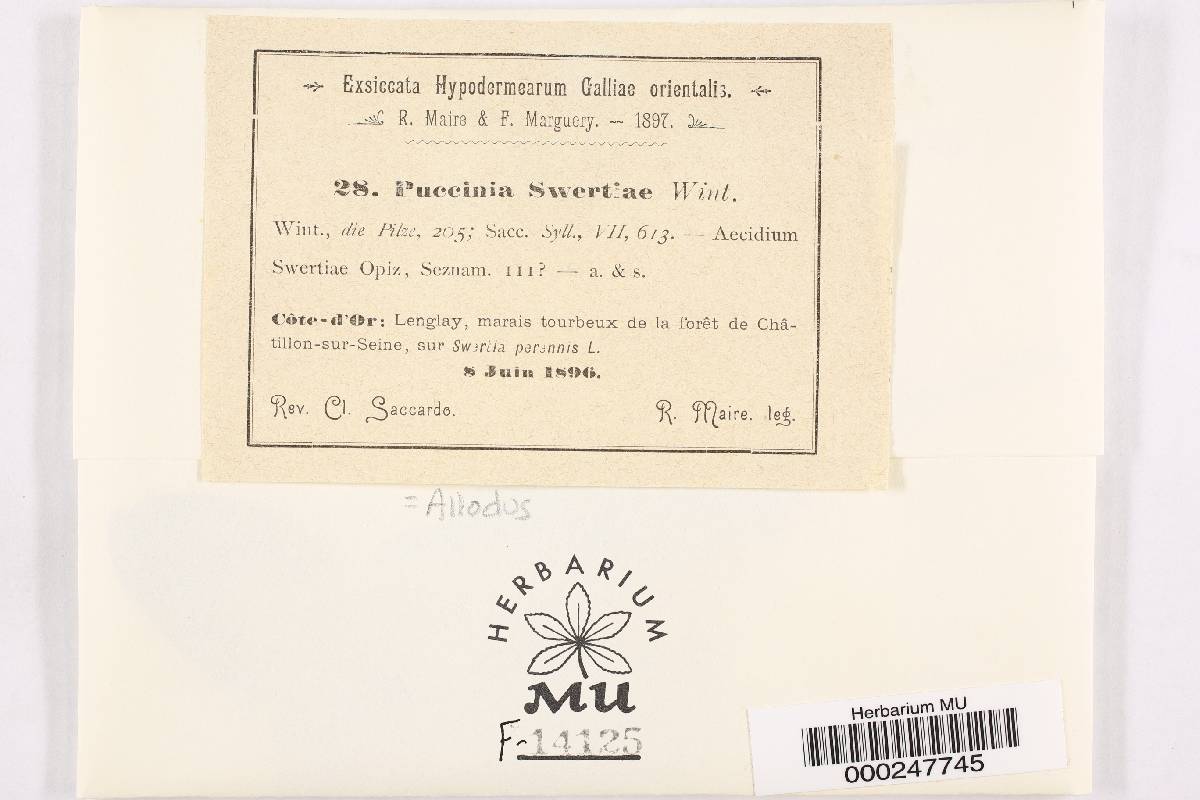 Exsiccata Hypodermearum Galliae orientalis.
R. Maire & F. Marguery. — 1897.
28. Puccinia Swertiae Wint.
Wint., die Pilze, 205; Sacc. Syll., VII, 613. — Aecidium
Swertiae Opiz, Seznam. 111? — a. & s.
Côte-d'Or: Lenglay, marais tourbeux de la forêt de Châ-
tillon-sur-Seine, sur Swertia perennis L.
8 Juin 1896.
Rev. Cl. Saccardo. R. Maire. leg.
= Allodus
HERBARIUM
MU
F-14125
Herbarium MU
000247745